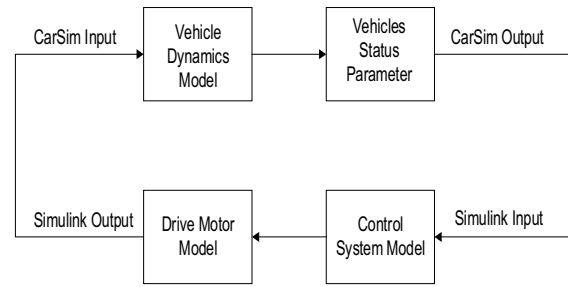 CarSim Input
Vehicle
Dynamics
Model
Vehicles
Status
Parameter
CarSim Output
Simulink Output
Drive Motor
Model
Control
System Model
Simulink Input